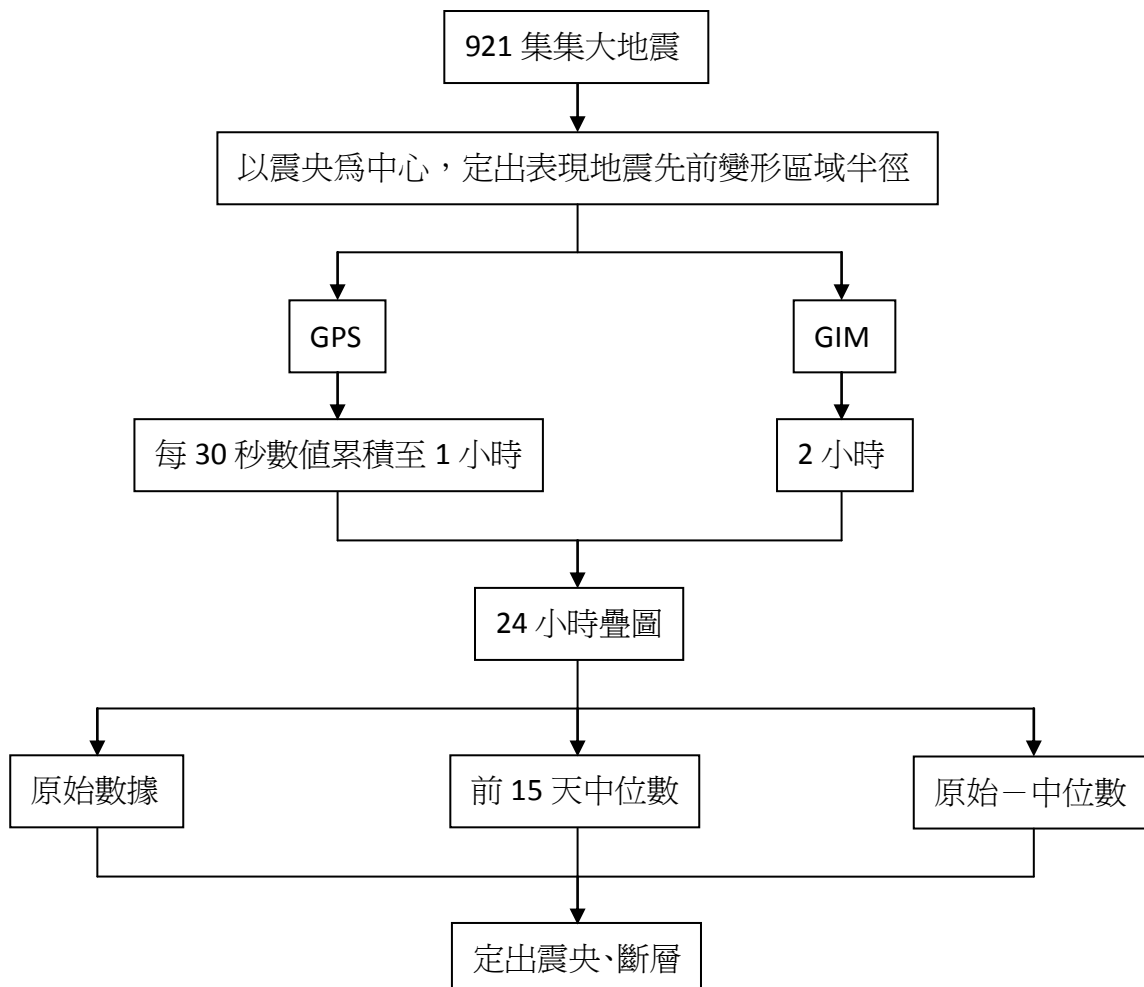 921 集集大地震
以震央為中心，定出表現地震先前變形區域半徑
GPS
GIM
每 30 秒數值累積至 1 小時
2 小時
24 小時疊圖
原始數據
前 15 天中位數
原始－中位數
定出震央、斷層